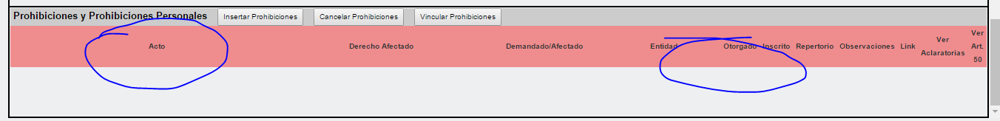 Prohibiciones y Prohibiciones Personales Insertar Prohibiciones Cancelar Prohibiciones Vincular Prohibiciones
Acto Derecho Afectado Demandado/Afectado Entidad Otorgado Inscrito Repertorio Observaciones Link Ver Aclaratorias Ver Art. 50